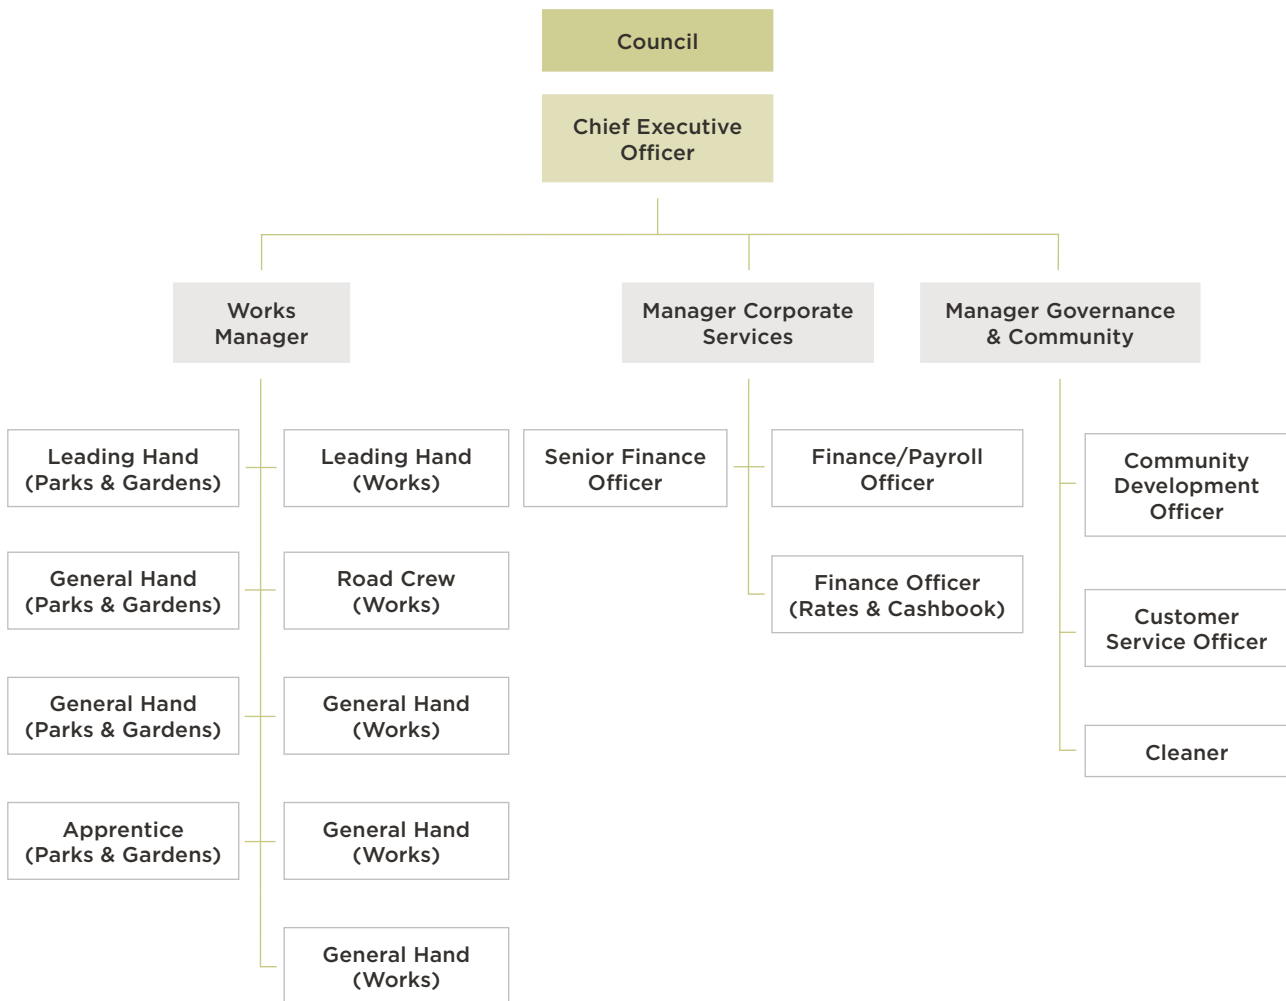 Council
Chief Executive
Officer
Works
Manager
Manager Corporate
Services
Manager Governance
& Community
Leading Hand
(Parks & Gardens)
Leading Hand
(Works)
Senior Finance
Officer
Finance/Payroll
Officer
Community
Development
Officer
General Hand
(Parks & Gardens)
Road Crew
(Works)
Finance Officer
(Rates & Cashbook)
Customer
Service Officer
General Hand
(Parks & Gardens)
General Hand
(Works)
Cleaner
Apprentice
(Parks & Gardens)
General Hand
(Works)
General Hand
(Works)